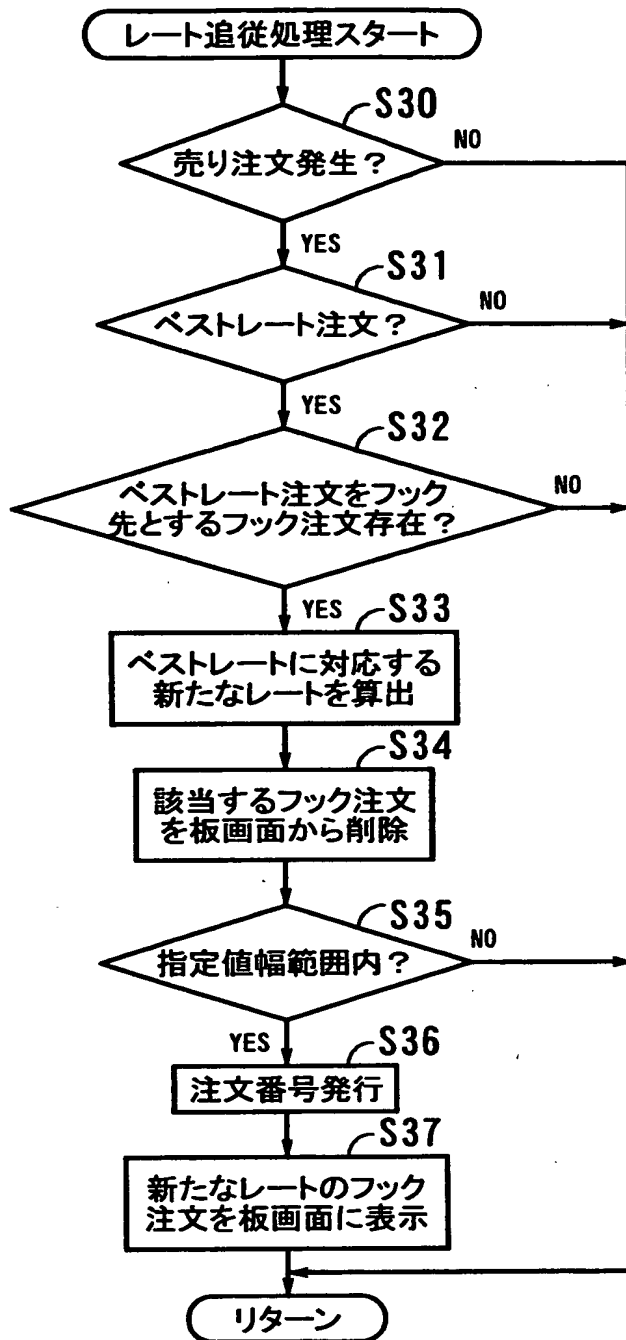 レート追従処理スタート
S30
NO
売り注文発生？
YES
S31
NO
ベストレート注文？
YES
S32
NO
ベストレート注文をフック
先とするフック注文存在？
YES
S33
ベストレートに対応する
新たなレートを算出
S34
該当するフック注文
を板画面から削除
S35
NO
指定値幅範囲内？
YES
S36
注文番号発行
S37
新たなレートのフック
注文を板画面に表示
リターン